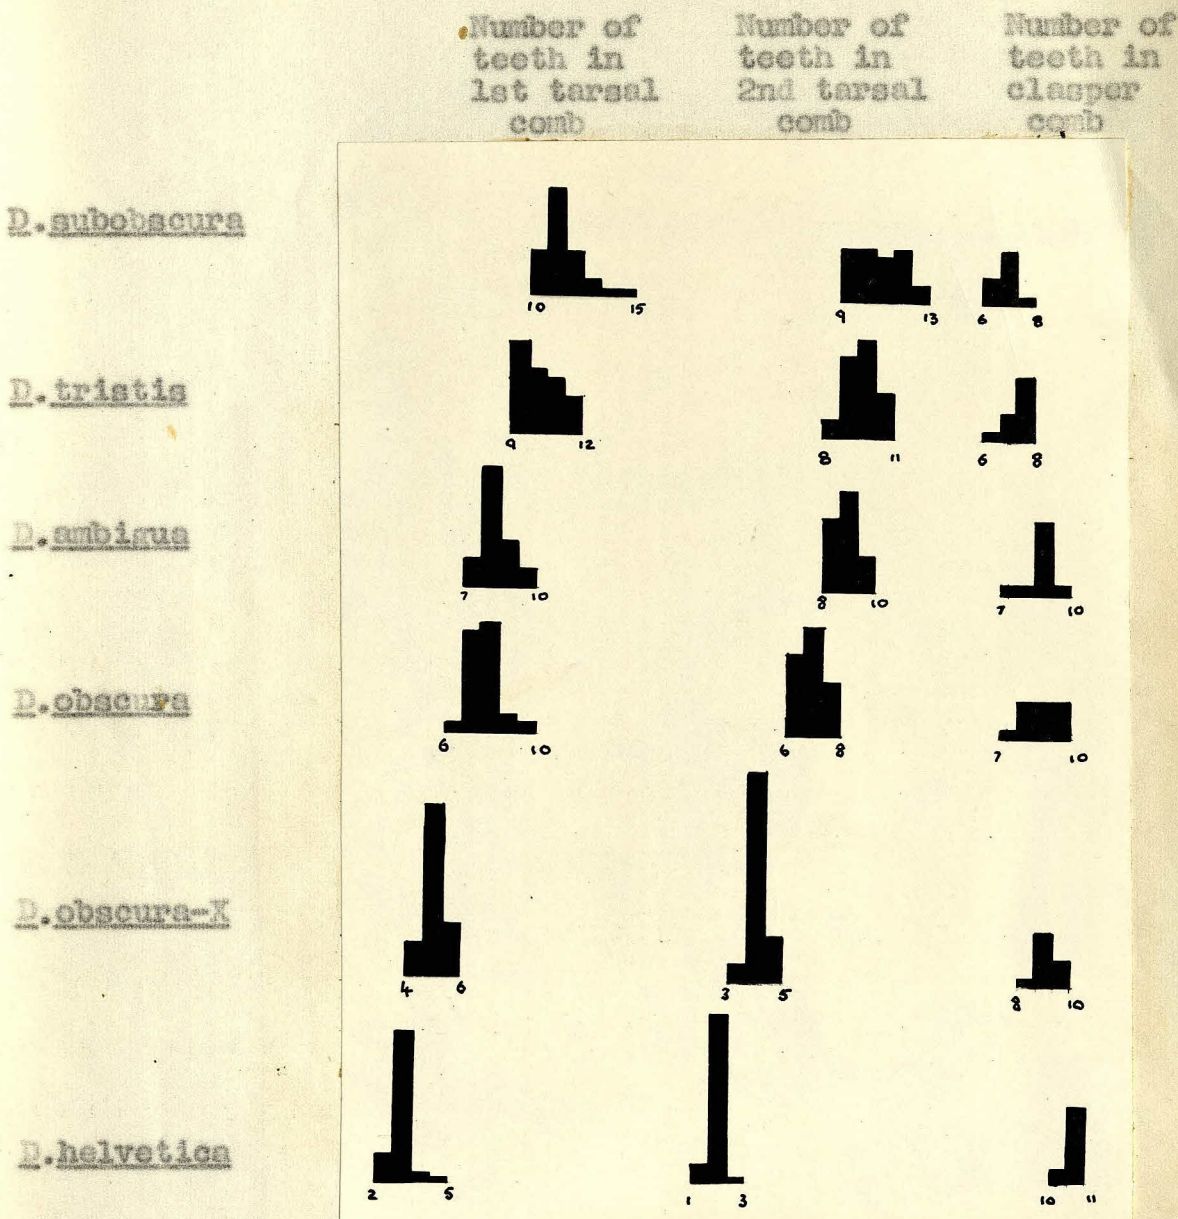 Number of
teeth in
1st tarsal
comb
Number of
teeth in
2nd tarsal
comb
Number of
teeth in
clasper
comb
D.subobscura
10 15
9 13
6 8
D.tristis
9 12
8 11
6 8
D.ambigua
7 10
8 10
7 10
D.obscura
6 10
6 8
7 10
D.obscura-X
4 6
3 5
8 10
D.helvetica
2 5
1 3
10 11